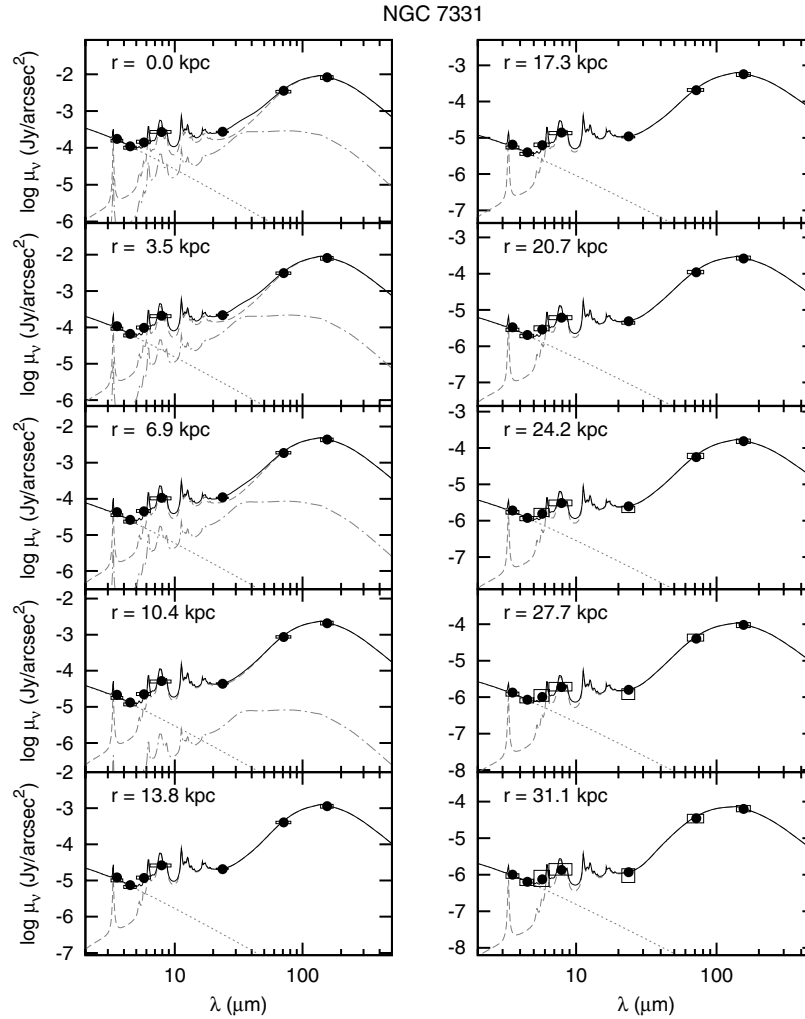 NGC 7331
log μν (Jy/arcsec2)
r = 0.0 kpc
-2
-3
-4
-5
-6
r = 17.3 kpc
-3
-4
-5
-6
-7
log μν (Jy/arcsec2)
r = 3.5 kpc
-2
-3
-4
-5
-6
r = 20.7 kpc
-3
-4
-5
-6
-7
log μν (Jy/arcsec2)
r = 6.9 kpc
-2
-3
-4
-5
-6
r = 24.2 kpc
-3
-4
-5
-6
-7
log μν (Jy/arcsec2)
r = 10.4 kpc
-2
-3
-4
-5
-6
-2
r = 27.7 kpc
-4
-5
-6
-7
-8
log μν (Jy/arcsec2)
r = 13.8 kpc
-3
-4
-5
-6
-7
r = 31.1 kpc
-4
-5
-6
-7
-8
10 100
λ (μm)
10 100
λ (μm)